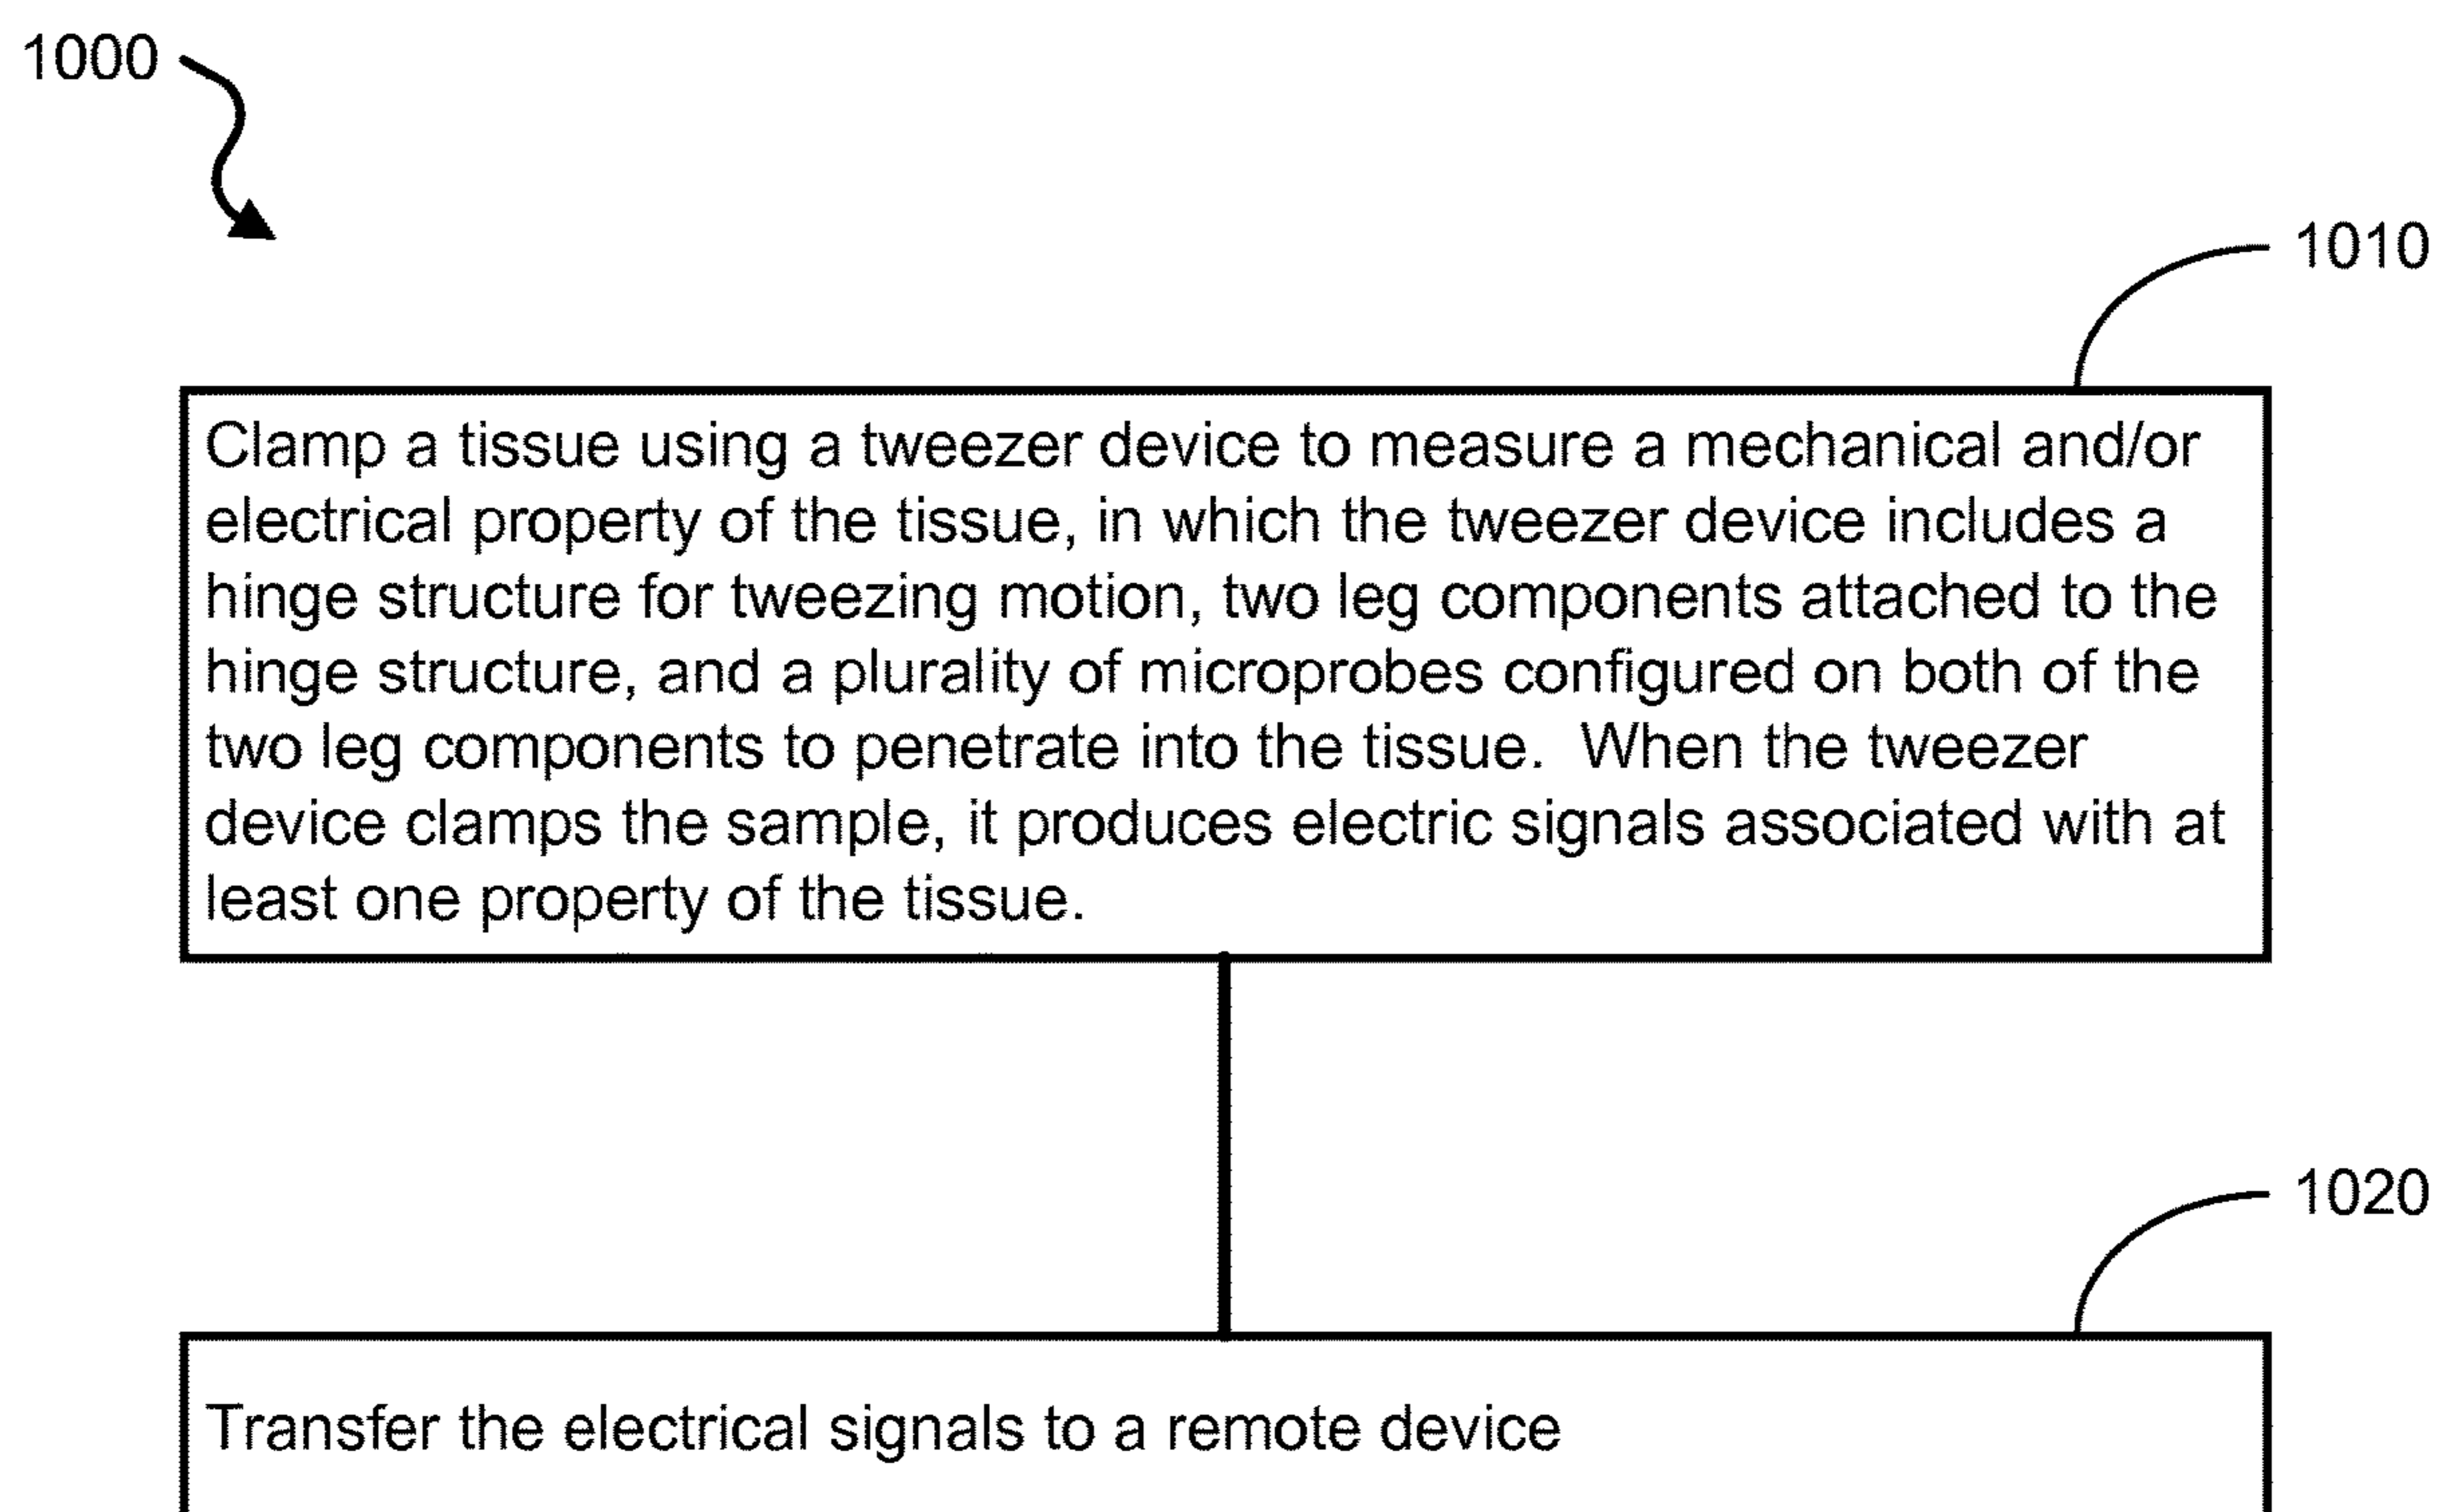 1000
1010
Clamp a tissue using a tweezer device to measure a mechanical and/or
electrical property of the tissue, in which the tweezer device includes a
hinge structure for tweezing motion, two leg components attached to the
hinge structure, and a plurality of microprobes configured on both of the
two leg components to penetrate into the tissue.  When the tweezer
device clamps the sample, it produces electric signals associated with at
least one property of the tissue.
1020
Transfer the electrical signals to a remote device